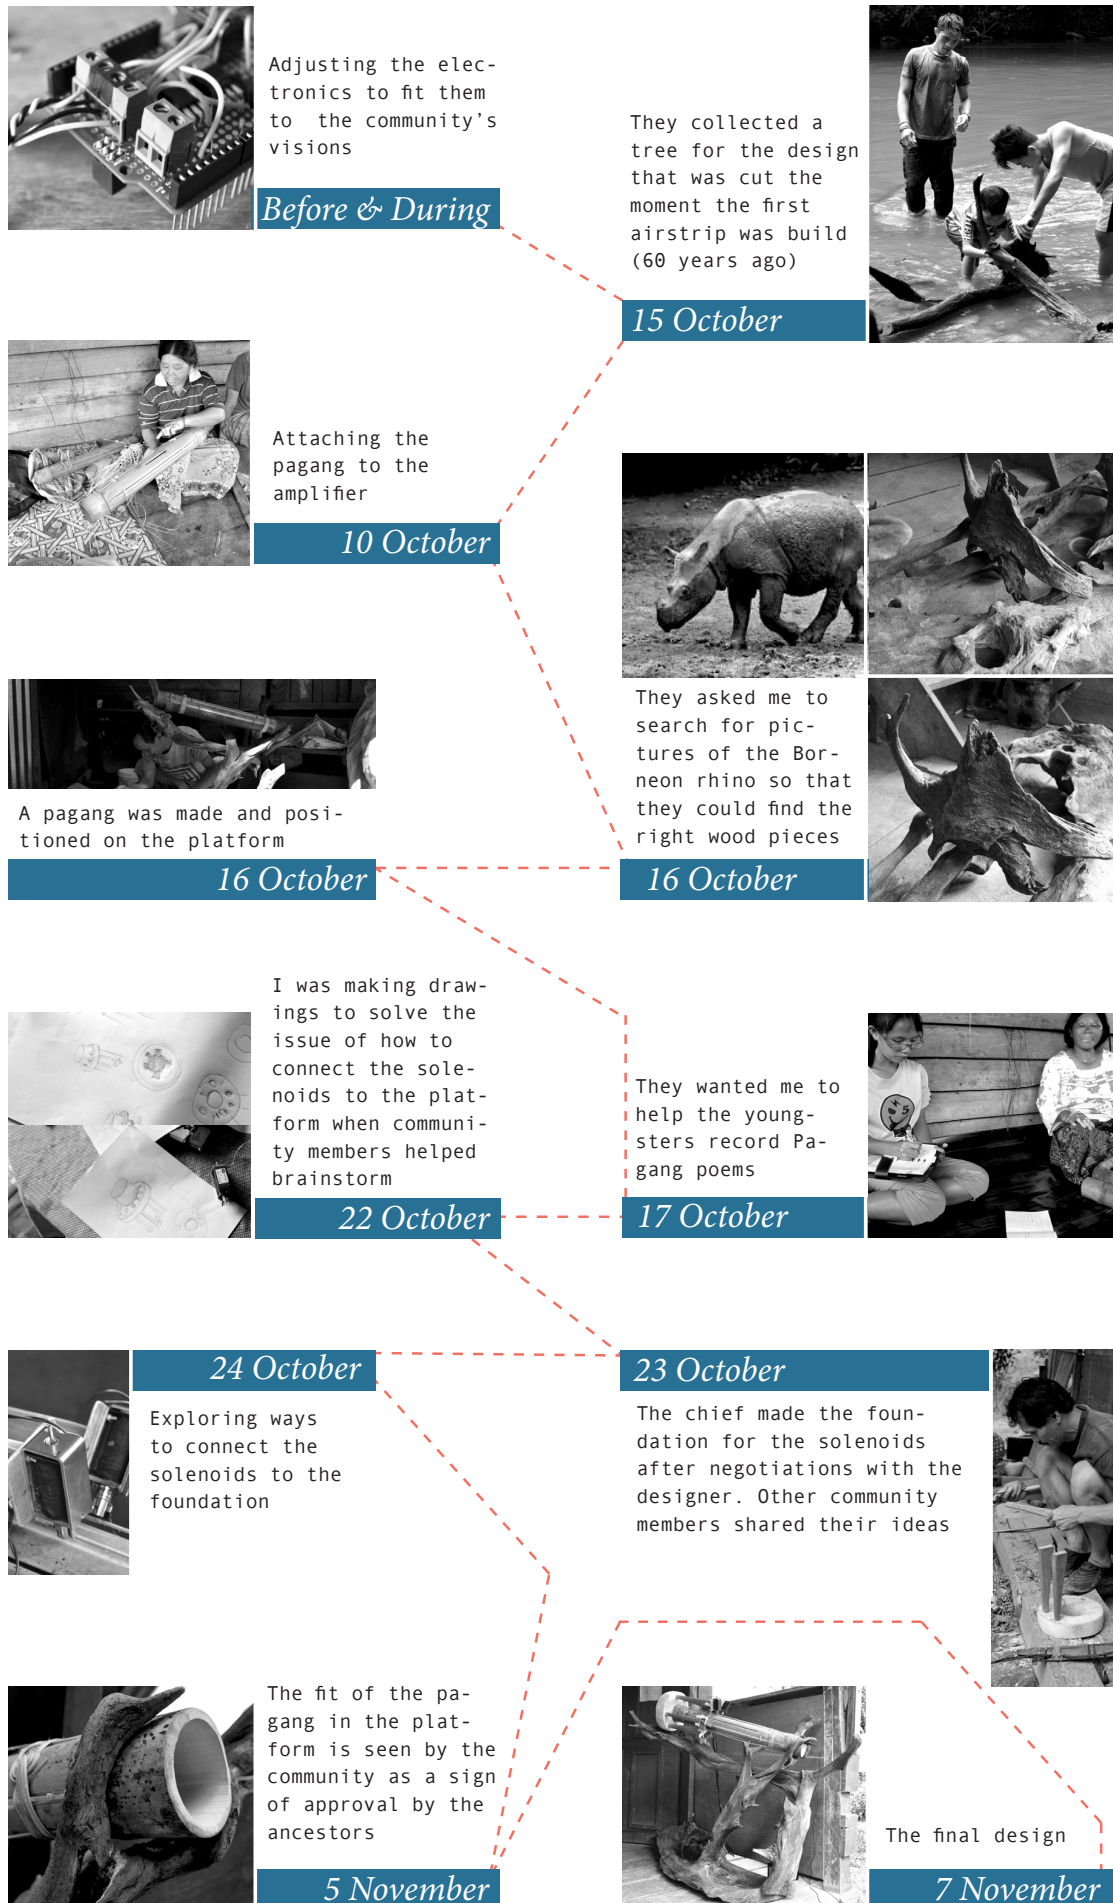 Adjusting the elec-
tronics to fit them
to the community's
visions
Before & During
They collected a
tree for the design
that was cut the
moment the first
airstrip was build
(60 years ago)
15 October
Attaching the
pagang to the
amplifier
10 October
They asked me to
search for pic-
tures of the Bor-
neon rhino so that
they could find the
right wood pieces
16 October
A pagang was made and posi-
tioned on the platform
16 October
They wanted me to
help the young-
sters record Pa-
gang poems
17 October
I was making draw-
ings to solve the
issue of how to
connect the sole-
noids to the plat-
form when communi-
ty members helped
brainstorm
22 October
23 October
The chief made the foun-
dation for the solenoids
after negotiations with the
designer. Other community
members shared their ideas
24 October
Exploring ways
to connect the
solenoids to the
foundation
The fit of the pa-
gang in the plat-
form is seen by the
community as a sign
of approval by the
ancestors
5 November
The final design
7 November